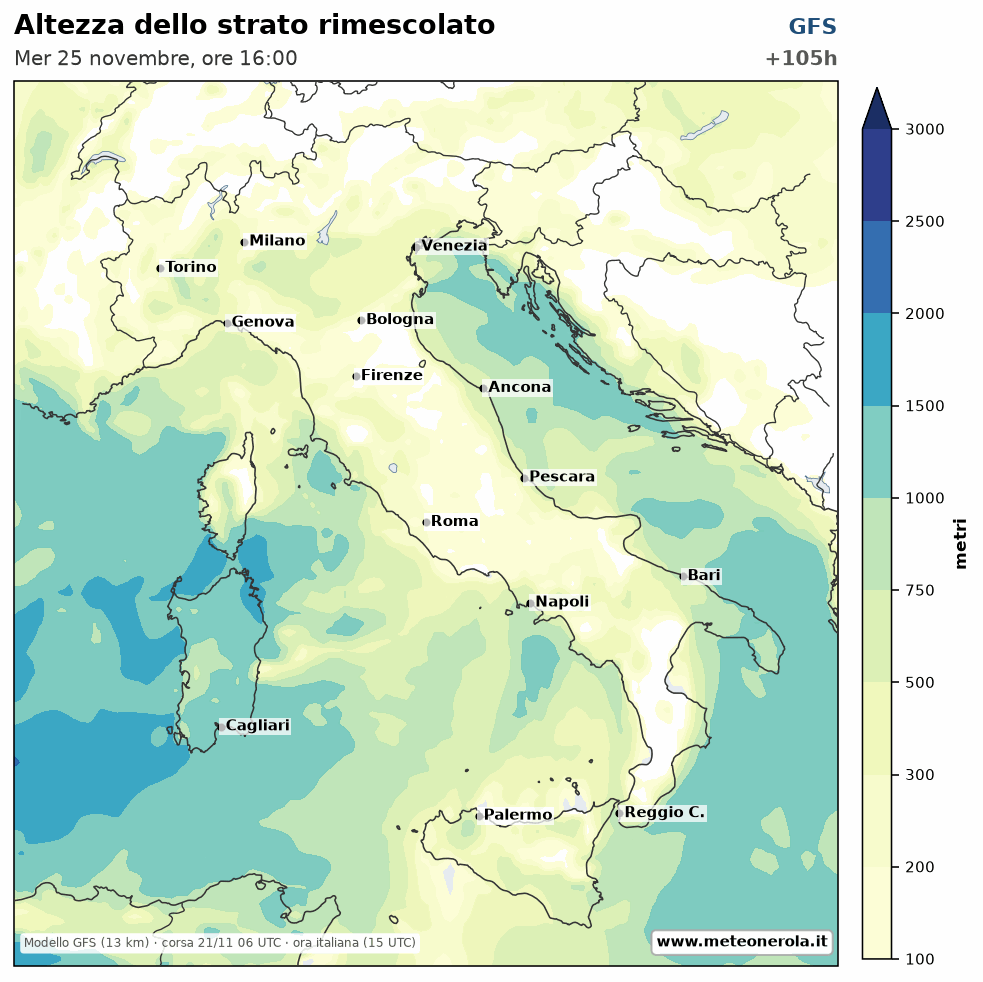 Altezza dello strato rimescolato
GFS
Mer 25 novembre, ore 16:00
+105h
Milano
Venezia
Torino
Genova
Bologna
Firenze
Ancona
Pescara
Roma
Bari
Napoli
Cagliari
Palermo
Reggio C.
3000
2500
2000
1500
1000
750
500
300
200
100
metri
Modello GFS (13 km) · corsa 21/11 06 UTC · ora italiana (15 UTC)
www.meteonerola.it